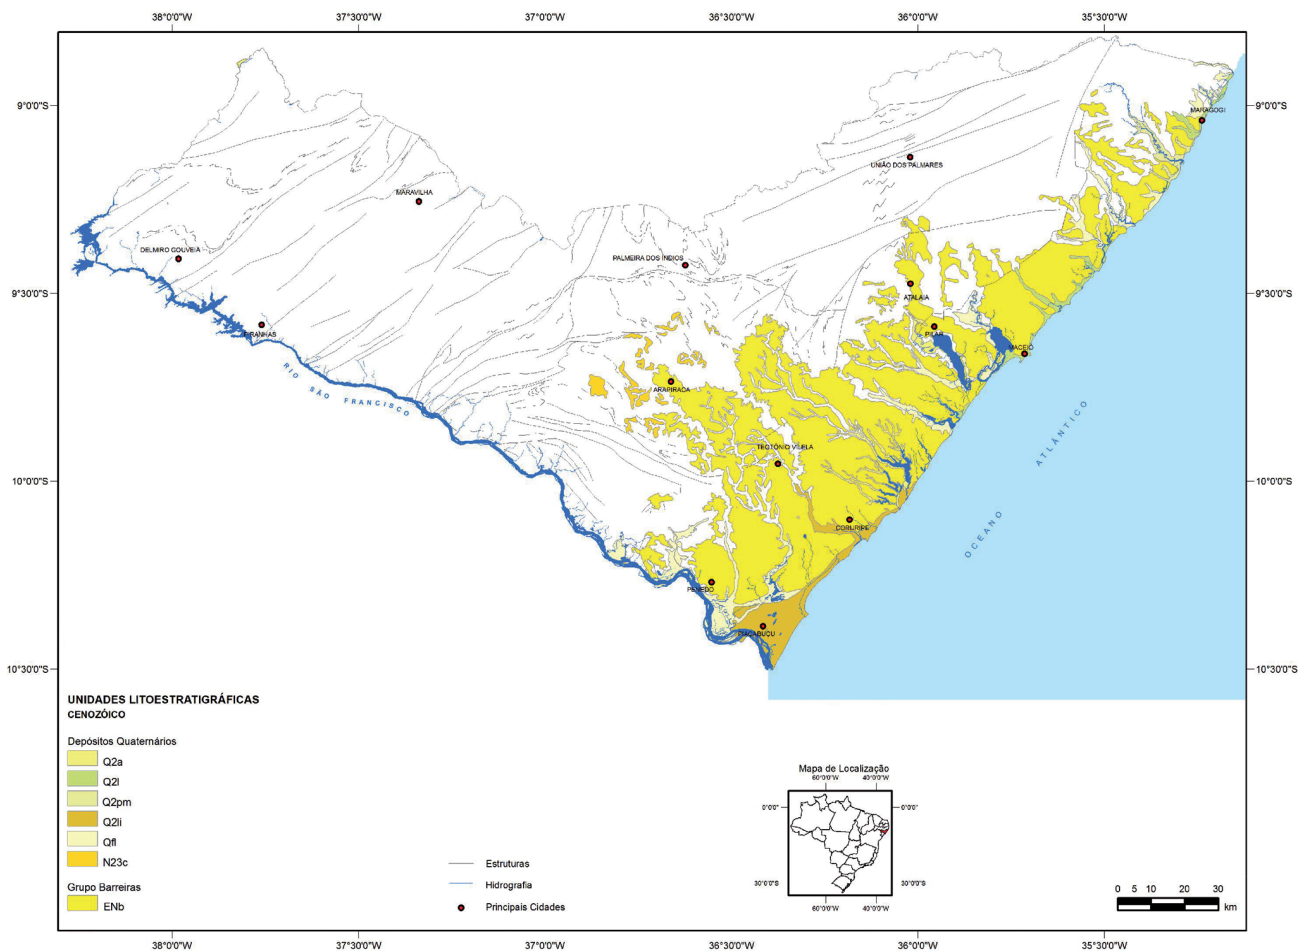 38°0'0"W 37°30'0"W 37°0'0"W 36°30'0"W 36°0'0"W 35°30'0"W
9°0'0"S 9°0'0"S
MARAGOGI
UNIÃO DOS PALMARES
MARAVILHA
DELMIRO GOUVEIA
PALMEIRA DOS ÍNDIOS
9°30'0"S 9°30'0"S
ATALAIA
PIRANHAS
PILAR
MACEIÓ
RIO SÃO FRANCISCO
ARAPIRACA
TEOTÔNIO VILELA
OCEANO ATLÂNTICO
10°0'0"S 10°0'0"S
CORURIPE
PENEDO
PIAÇABUÇU
10°30'0"S 10°30'0"S
UNIDADES LITOESTRATIGRÁFICAS
CENOZÓICO
Depósitos Quaternários
Q2a
Q2l
Q2pm
Q2li
Qfl
N23c
Grupo Barreiras
ENb
Estruturas
Hidrografia
Principais Cidades
Mapa de Localização
60°0'0"W 40°0'0"W
0°0'0" 0°0'0"
30°0'0"S 30°0'0"S
60°0'0"W 40°0'0"W
0 5 10 20 30
km
38°0'0"W 37°30'0"W 37°0'0"W 36°30'0"W 36°0'0"W 35°30'0"W